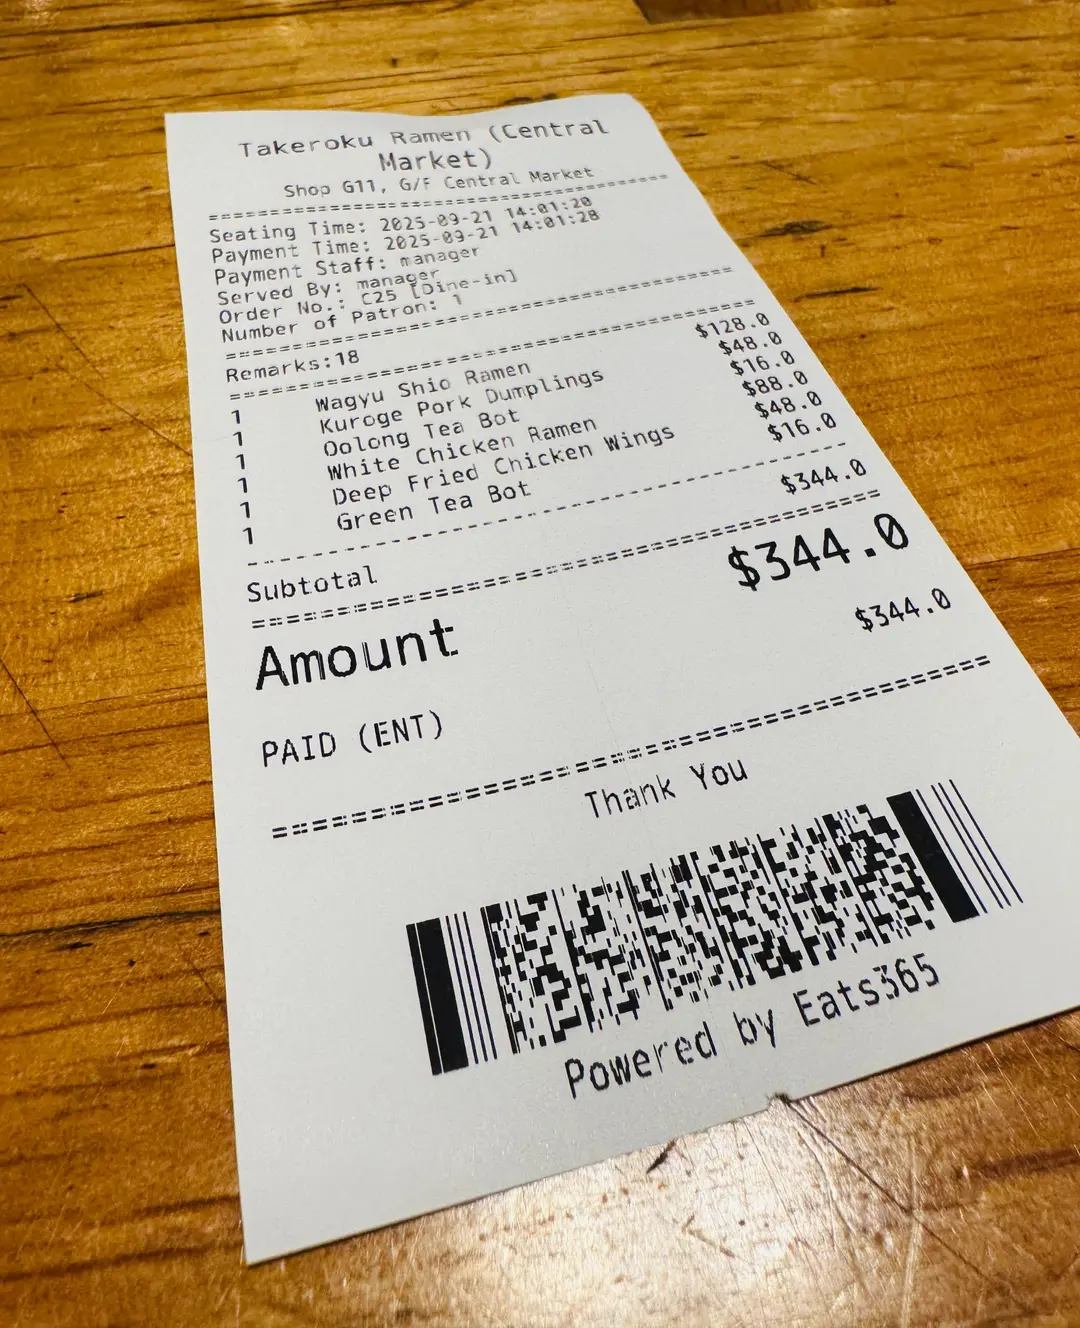 Takeroku Ramen (Central
Market)
Shop G11, G/F Central Market
Seating Time: 2025-09-21 14:01:20
Payment Time: 2025-09-21 14:01:28
Payment Staff: manager
Served By: manager
Order No.: C25 [Dine-in]
Number of Patron: 1
Remarks:18
1 Wagyu Shio Ramen $128.0
1 Kuroge Pork Dumplings $48.0
1 Oolong Tea Bot $16.0
1 White Chicken Ramen $88.0
1 Deep Fried Chicken Wings $48.0
1 Green Tea Bot $16.0
Subtotal $344.0
Amount $344.0
PAID (ENT) $344.0
Thank You
Powered by Eats365